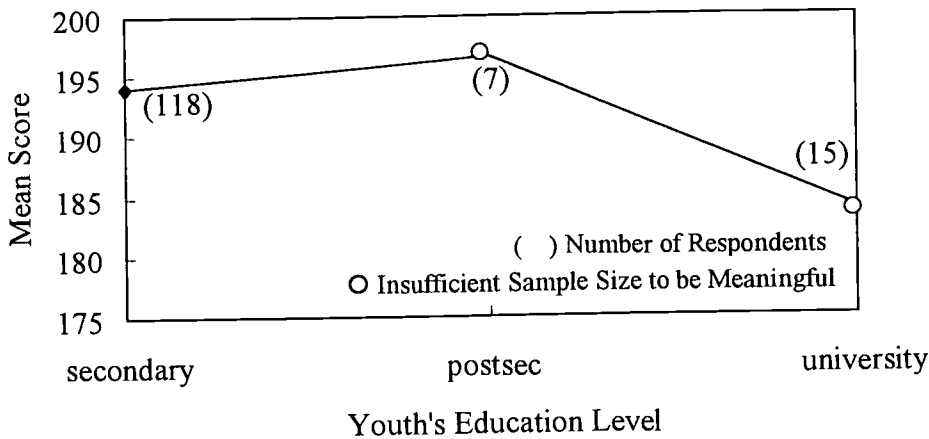 200
195
190
185
180
175
Mean Score
(118)
(7)
(15)
( ) Number of Respondents
O Insufficient Sample Size to be Meaningful
secondary
postsec
university
Youth's Education Level